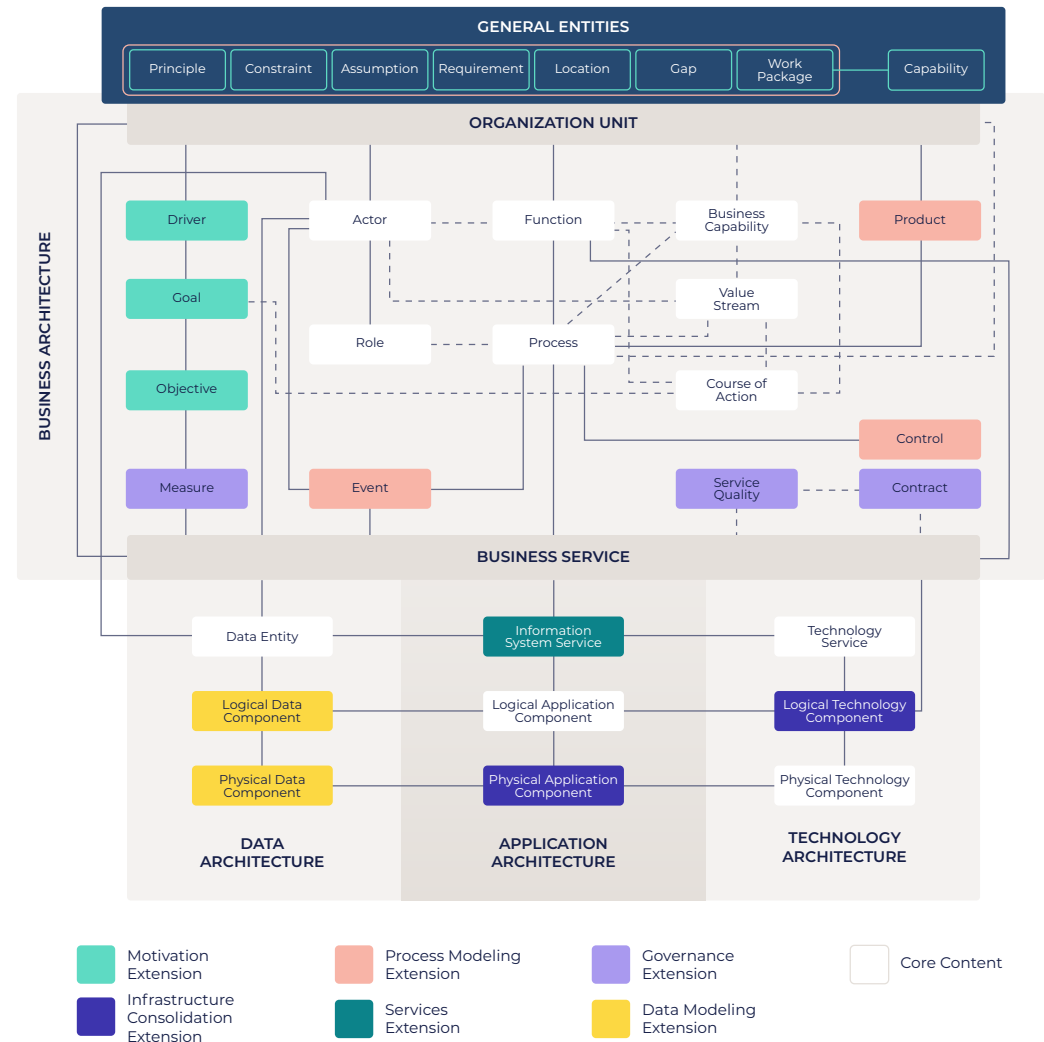 GENERAL ENTITIES
Principle
Constraint
Assumption
Requirement
Location
Gap
Work
Package
Capability
ORGANIZATION UNIT
BUSINESS ARCHITECTURE
Driver
Actor
Function
Business
Capability
Product
Goal
Value
Stream
Role
Process
Objective
Course of
Action
Control
Measure
Event
Service
Quality
Contract
BUSINESS SERVICE
Data Entity
Information
System Service
Technology
Service
Logical Data
Component
Logical Application
Component
Logical Technology
Component
Physical Data
Component
Physical Application
Component
Physical Technology
Component
DATA
ARCHITECTURE
APPLICATION
ARCHITECTURE
TECHNOLOGY
ARCHITECTURE
Motivation
Extension
Process Modeling
Extension
Governance
Extension
Core Content
Infrastructure
Consolidation
Extension
Services
Extension
Data Modeling
Extension